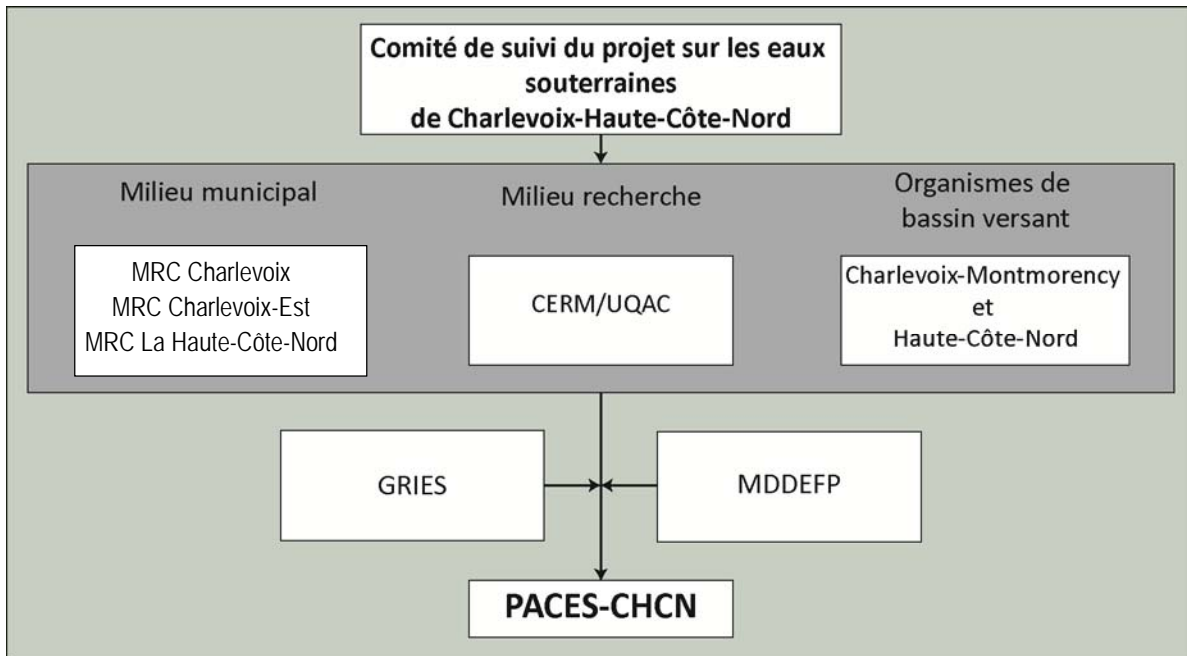 Comité de suivi du projet sur les eaux
souterraines
de Charlevoix-Haute-Côte-Nord
Milieu municipal
MRC Charlevoix
MRC Charlevoix-Est
MRC La Haute-Côte-Nord
Milieu recherche
CERM/UQAC
Organismes de
bassin versant
Charlevoix-Montmorency
et
Haute-Côte-Nord
GRIES
MDDEFP
PACES-CHCN